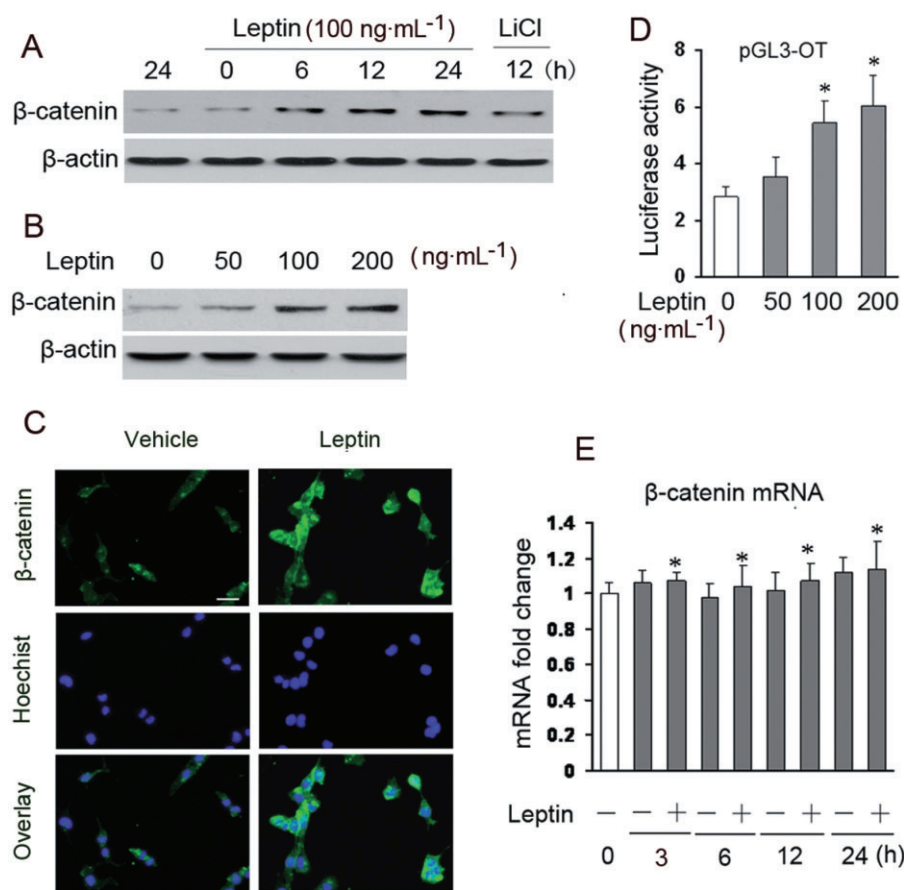 A
Leptin (100 ng·mL⁻¹) LiCl
24 0 6 12 24 12 (h)
β-catenin
β-actin
B
Leptin 0 50 100 200 (ng·mL⁻¹)
β-catenin
β-actin
C
Vehicle Leptin
β-catenin
Hoechist
Overlay
D
pGL3-OT
Luciferase activity
8
6
4
2
0
* *
Leptin 0 50 100 200
(ng·mL⁻¹)
E
β-catenin mRNA
mRNA fold change
1.4
1.2
1
0.8
0.6
0.4
0.2
0
* * * *
Leptin − − + − + − + − +
0 3 6 12 24 (h)